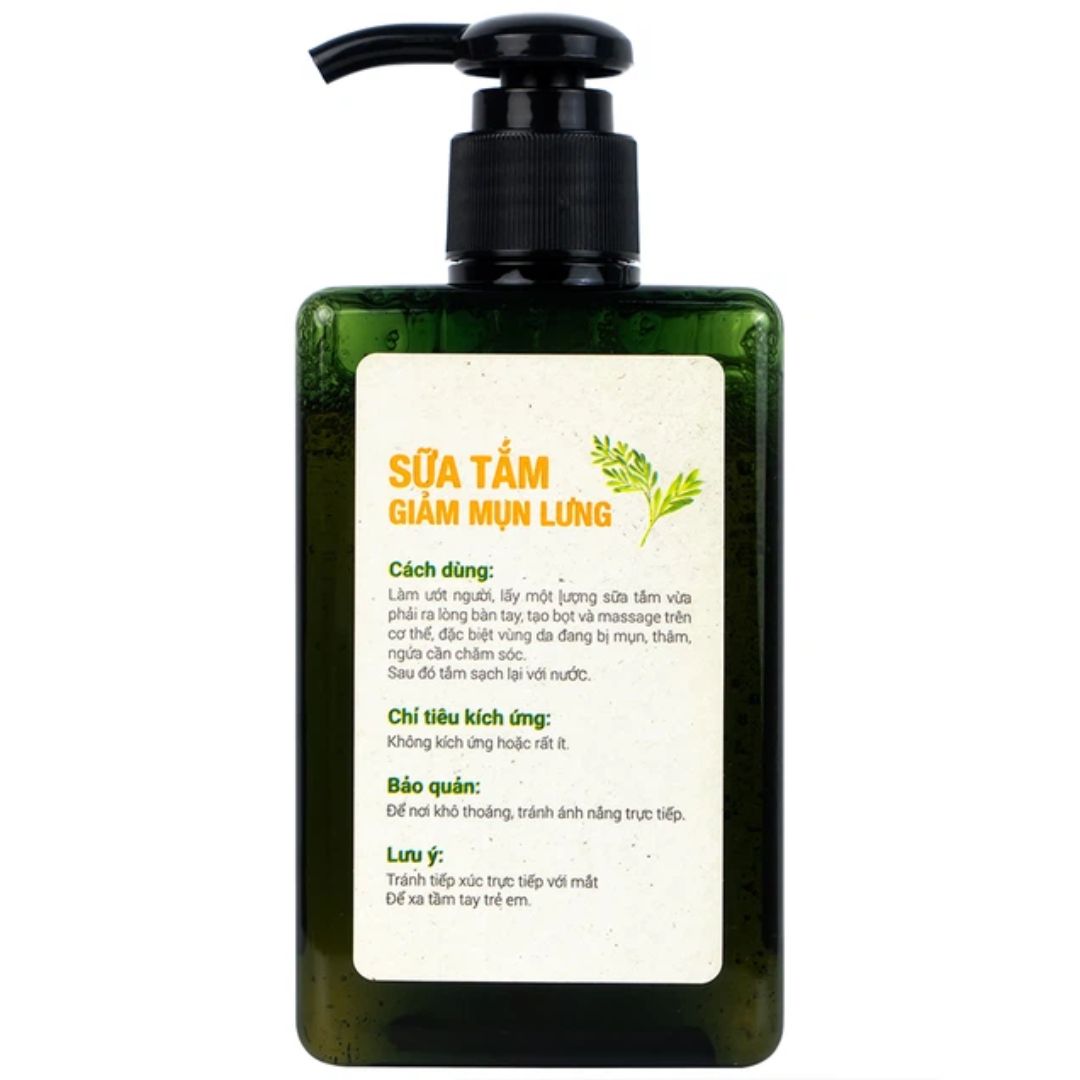 SỮA TẮM
GIẢM MỤN LƯNG
Cách dùng:
Làm ướt người, lấy một lượng sữa tắm vừa
phải ra lòng bàn tay, tạo bọt và massage trên
cơ thể, đặc biệt vùng da đang bị mụn, thâm,
ngứa cần chăm sóc.
Sau đó tắm sạch lại với nước.
Chỉ tiêu kích ứng:
Không kích ứng hoặc rất ít.
Bảo quản:
Để nơi khô thoáng, tránh ánh nắng trực tiếp.
Lưu ý:
Tránh tiếp xúc trực tiếp với mắt
Để xa tầm tay trẻ em.